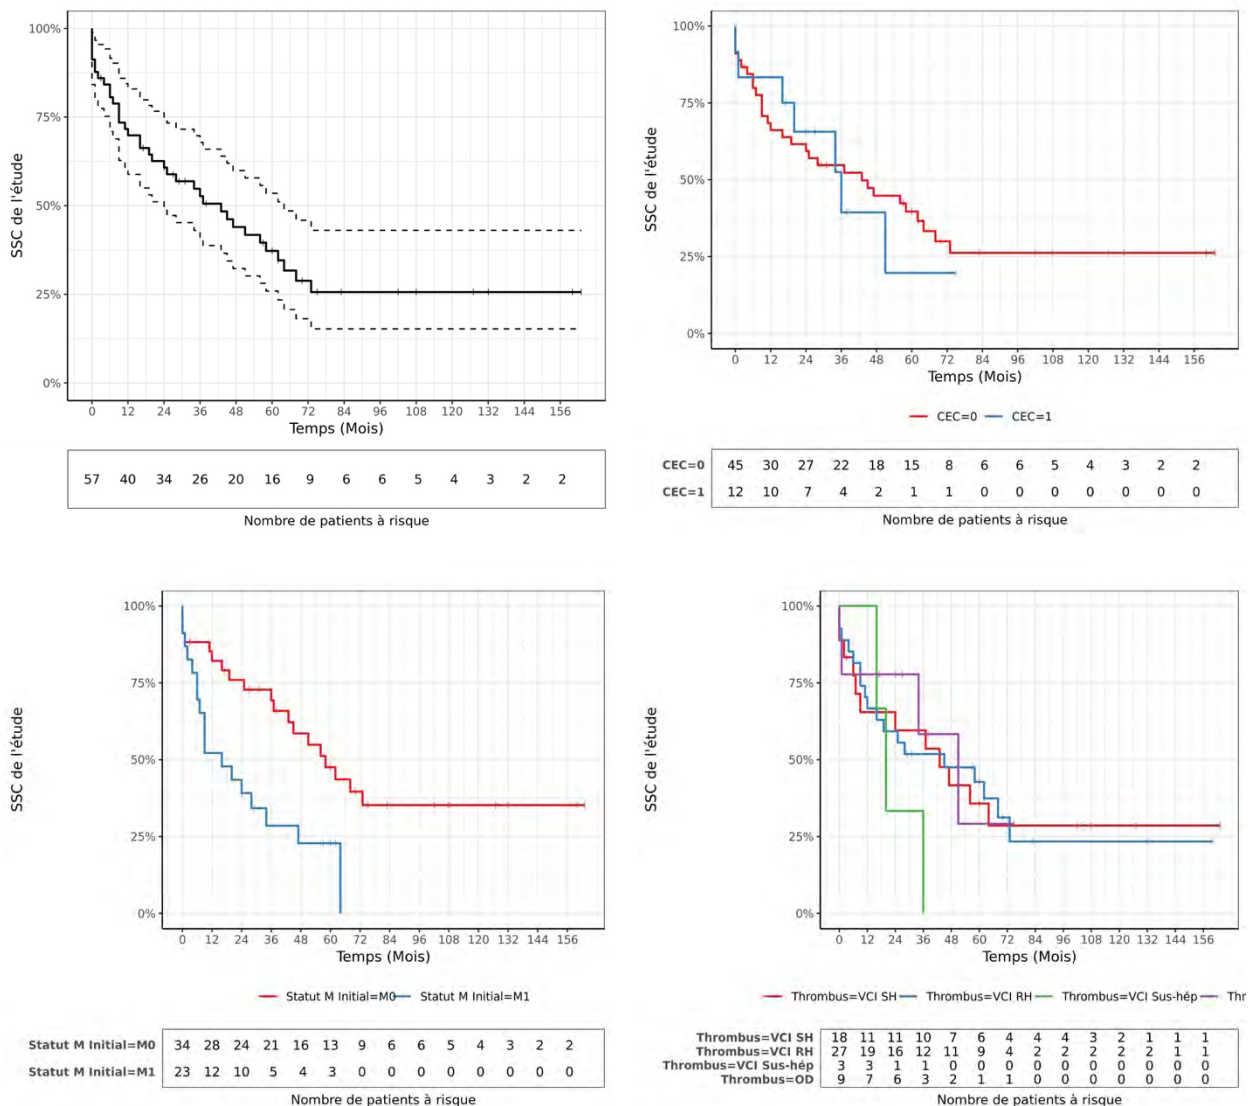 100%
75%
50%
25%
0%
SSC de l'étude
0 12 24 36 48 60 72 84 96 108 120 132 144 156
Temps (Mois)
57 40 34 26 20 16 9 6 6 5 4 3 2 2
Nombre de patients à risque
100%
75%
50%
25%
0%
SSC de l'étude
0 12 24 36 48 60 72 84 96 108 120 132 144 156
Temps (Mois)
CEC=0 CEC=1
CEC=0 45 30 27 22 18 15 8 6 6 5 4 3 2 2
CEC=1 12 10 7 4 2 1 1 0 0 0 0 0 0 0
Nombre de patients à risque
100%
75%
50%
25%
0%
SSC de l'étude
0 12 24 36 48 60 72 84 96 108 120 132 144 156
Temps (Mois)
Statut M Initial=M0 Statut M Initial=M1
Statut M Initial=M0 34 28 24 21 16 13 9 6 6 5 4 3 2 2
Statut M Initial=M1 23 12 10 5 4 3 0 0 0 0 0 0 0 0
Nombre de patients à risque
100%
75%
50%
25%
0%
SSC de l'étude
0 12 24 36 48 60 72 84 96 108 120 132 144 156
Temps (Mois)
Thrombus=VCI SH Thrombus=VCI RH Thrombus=VCI Sus-hép
Thrombus=VCI SH 18 11 11 10 7 6 4 4 4 3 2 1 1 1
Thrombus=VCI RH 27 19 16 12 11 9 4 2 2 2 2 2 1 1
Thrombus=VCI Sus-hép 3 3 1 1 0 0 0 0 0 0 0 0 0 0
Thrombus=OD 9 7 6 3 2 1 1 0 0 0 0 0 0 0
Nombre de patients à risque